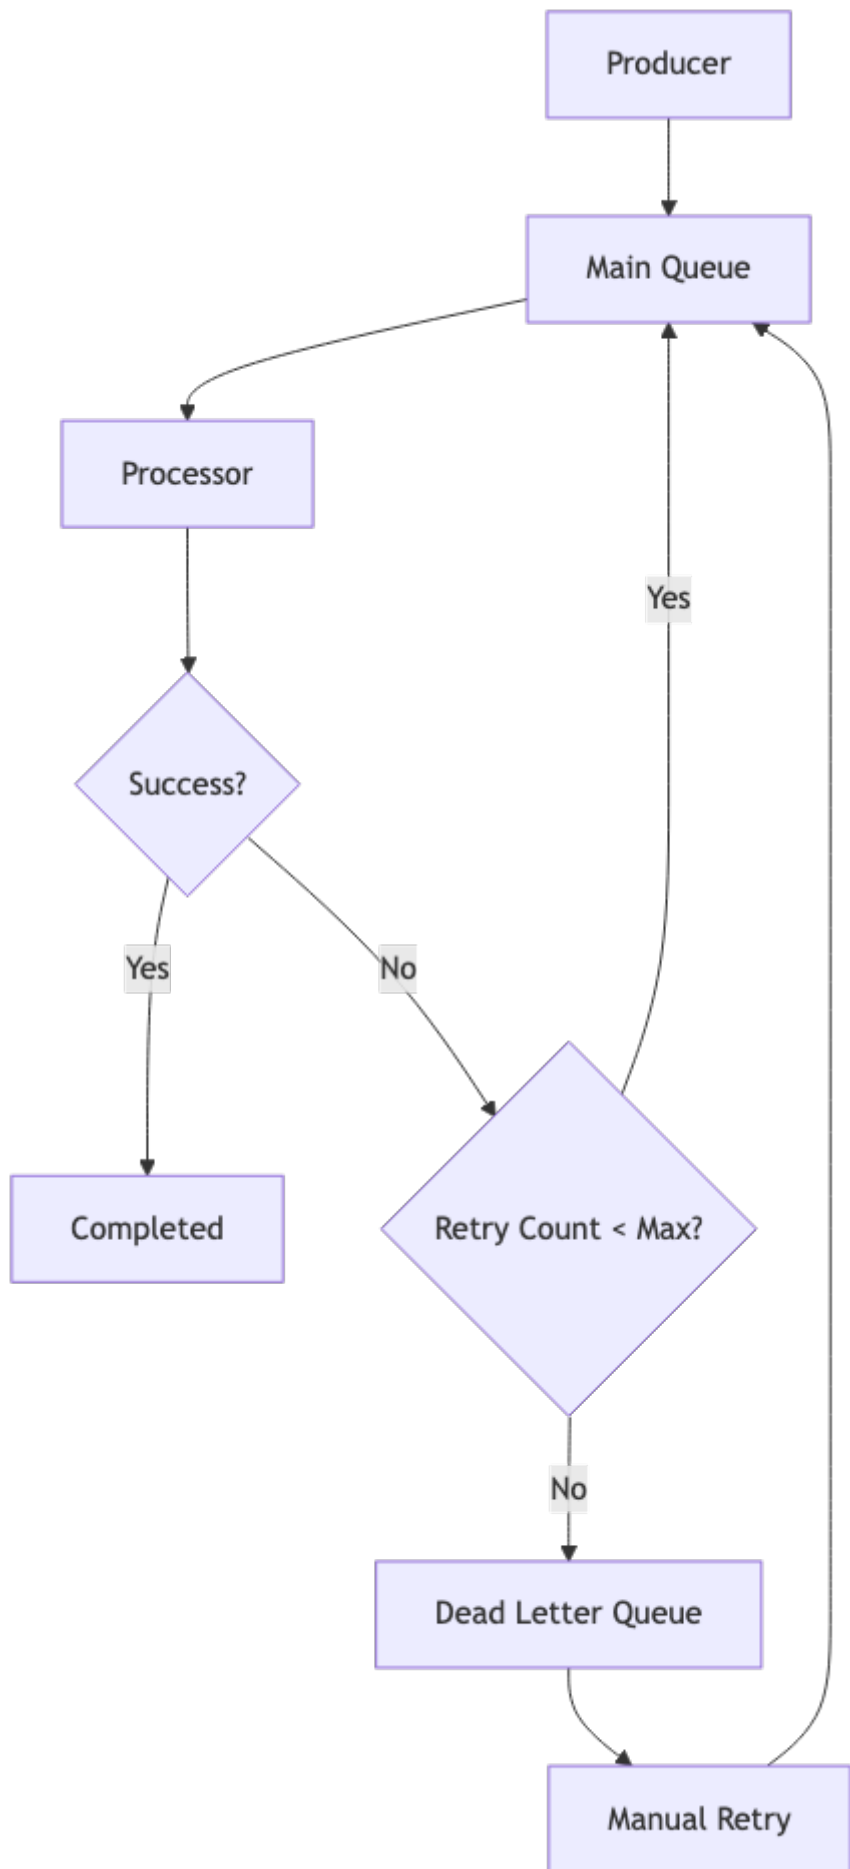 Producer
Main Queue
Processor
Yes
Success?
Yes
No
Retry Count < Max?
Completed
No
Dead Letter Queue
Manual Retry